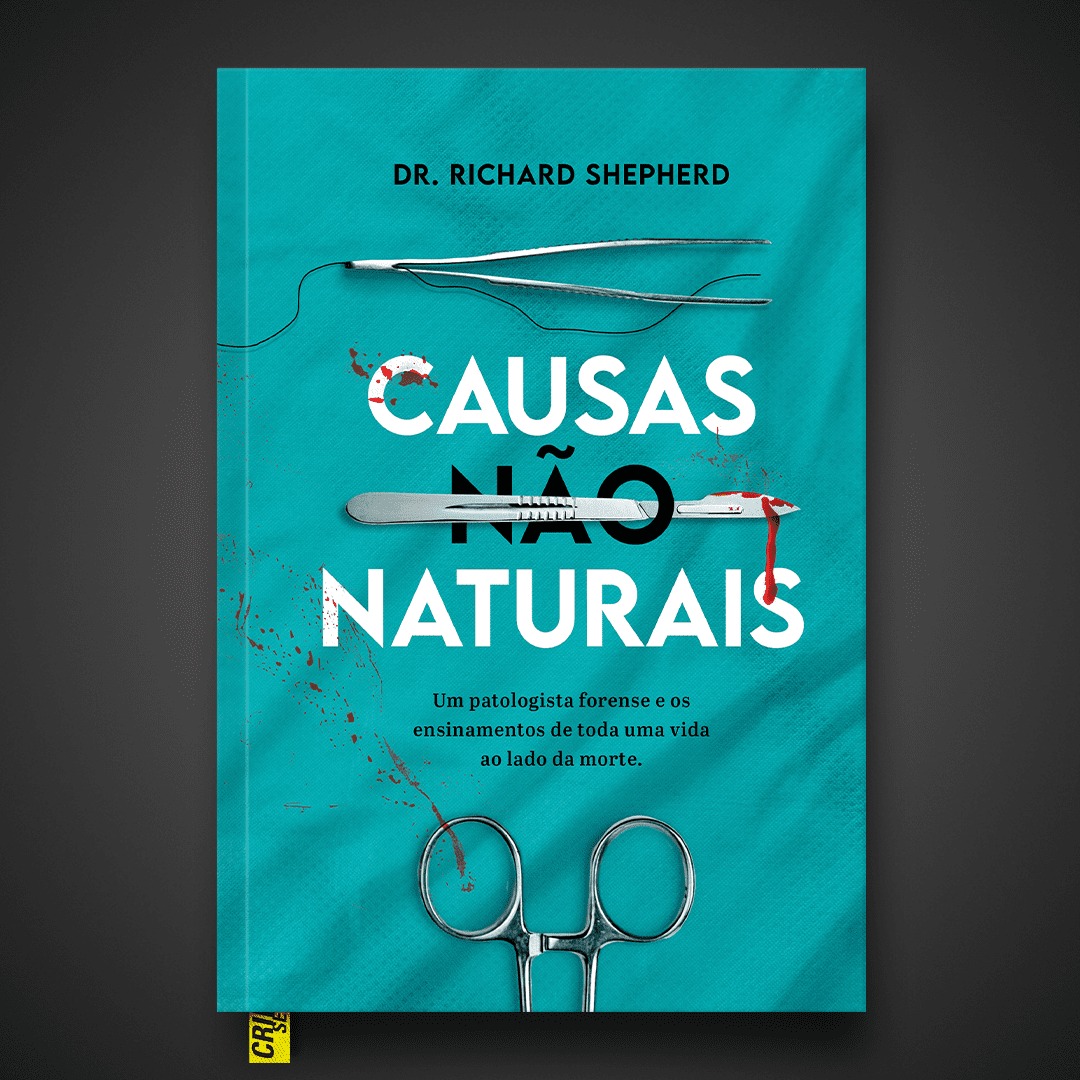 DR. RICHARD SHEPHERD
CAUSAS
NÃO
NATURAIS
Um patologista forense e os
ensinamentos de toda uma vida
ao lado da morte.
CRI